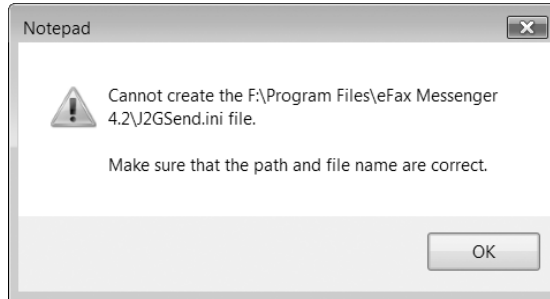 Notepad
Cannot create the F:\Program Files\eFax Messenger
4.2\J2GSend.ini file.
Make sure that the path and file name are correct.
OK